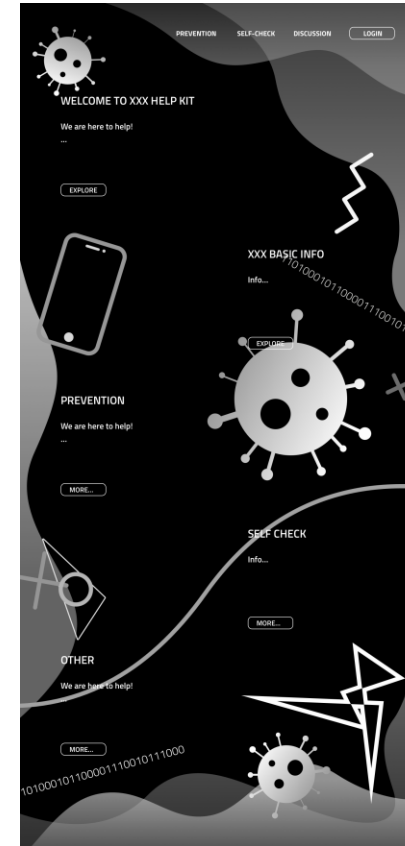 PREVENTION SELF-CHECK DISCUSSION LOGIN
WELCOME TO XXX HELP KIT
We are here to help!
...
EXPLORE
XXX BASIC INFO
Info...
EXPLORE
PREVENTION
We are here to help!
...
MORE...
SELF CHECK
Info...
MORE...
OTHER
We are here to help!
...
MORE...
101000101100001110010111000